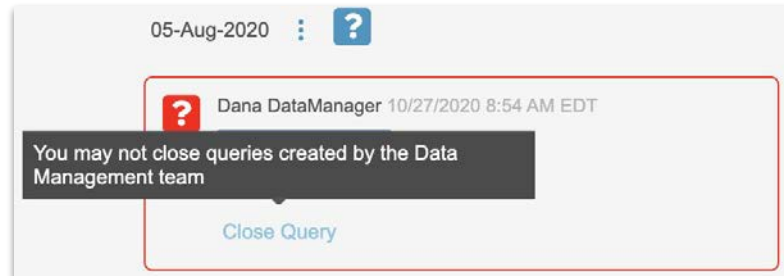 05-Aug-2020 ?
? Dana DataManager 10/27/2020 8:54 AM EDT
You may not close queries created by the Data
Management team
Close Query